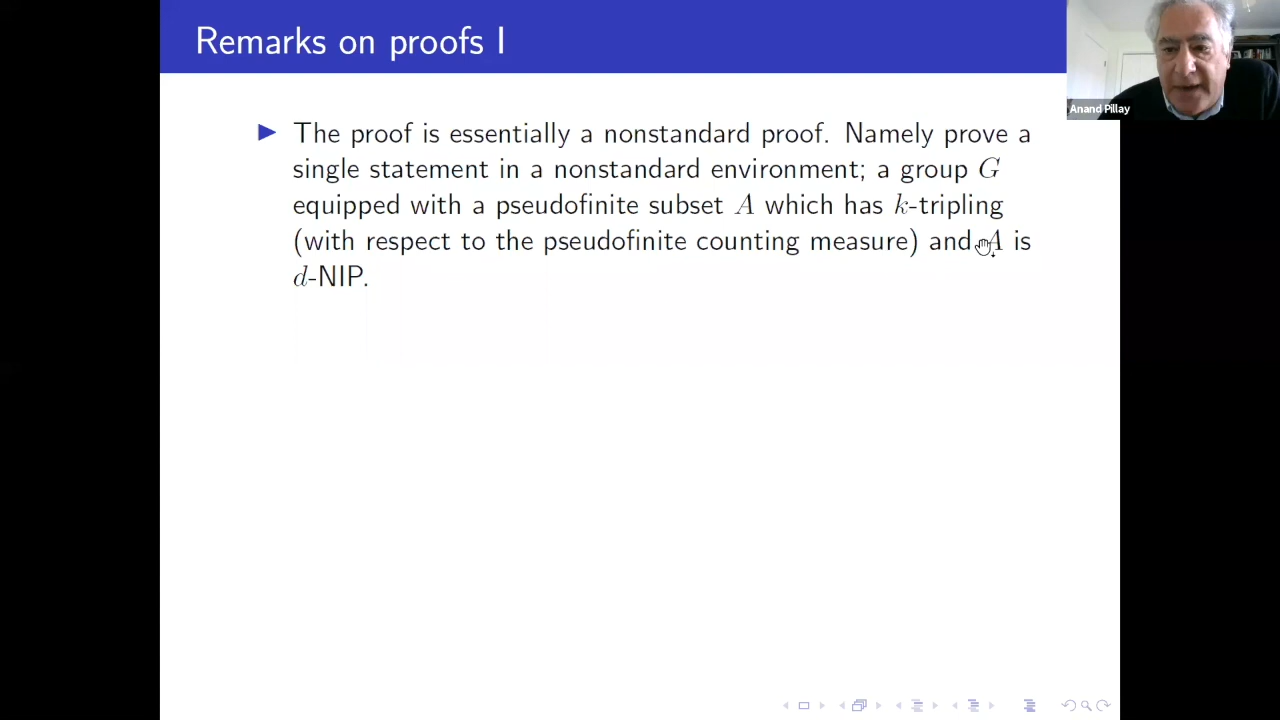 Remarks on proofs I
Anand Pillay
The proof is essentially a nonstandard proof. Namely prove a
single statement in a nonstandard environment; a group G
equipped with a pseudofinite subset A which has k-tripling
(with respect to the pseudofinite counting measure) and A is
d-NIP.